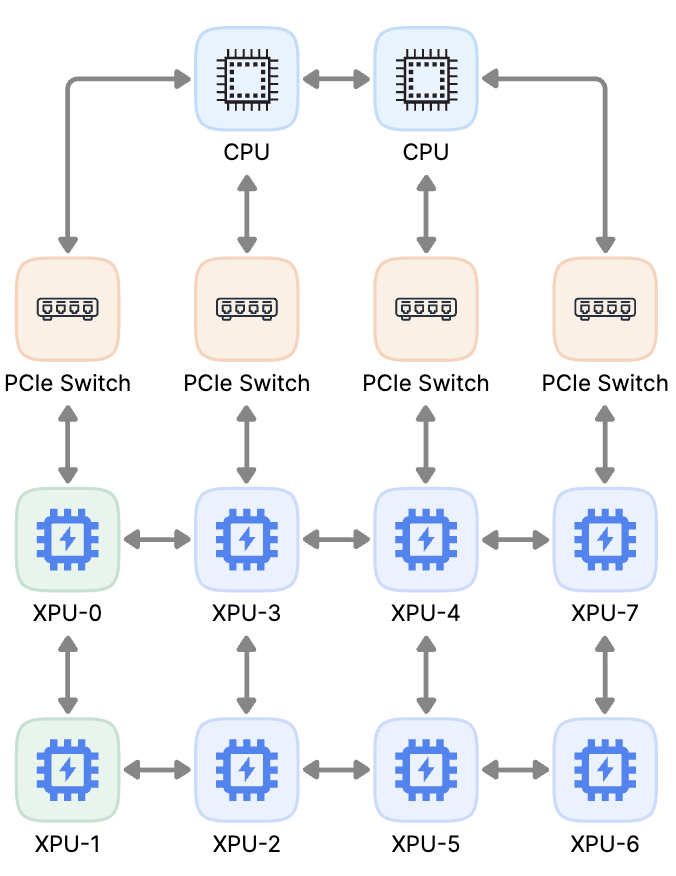 CPU
CPU
PCIe Switch
PCIe Switch
PCIe Switch
PCIe Switch
XPU-0
XPU-3
XPU-4
XPU-7
XPU-1
XPU-2
XPU-5
XPU-6